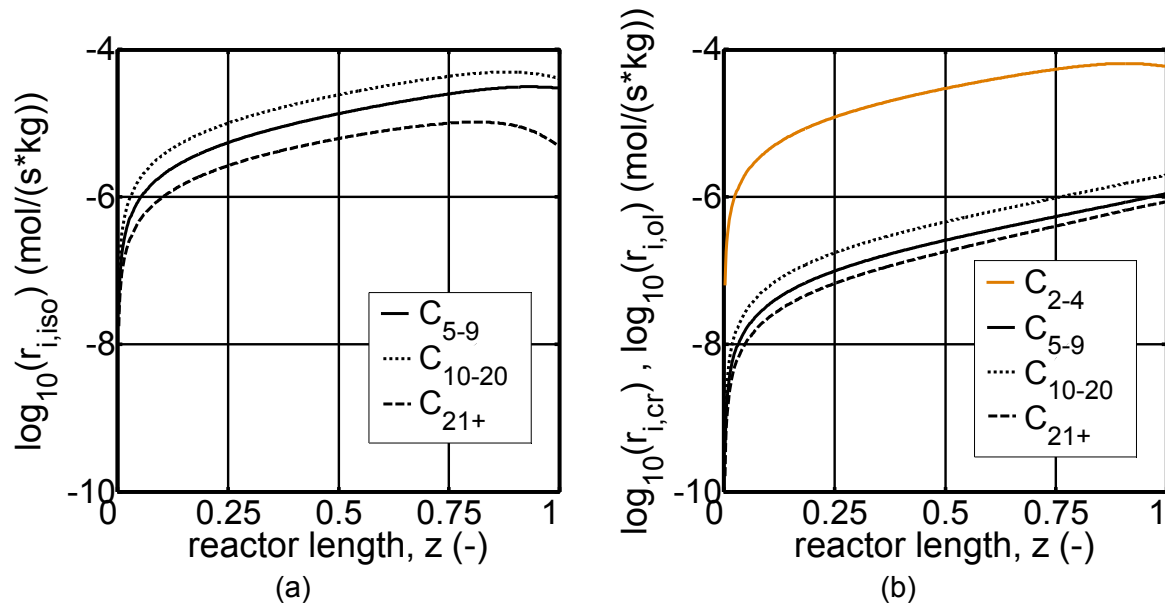 log10(ri,iso) (mol/(s*kg))
-4
-6
-8
-10
C5-9
C10-20
C21+
0 0.25 0.5 0.75 1
reactor length, z (-)
(a)
log10(ri,cr) , log10(ri,ol) (mol/(s*kg))
-4
-6
-8
-10
C2-4
C5-9
C10-20
C21+
0 0.25 0.5 0.75 1
reactor length, z (-)
(b)